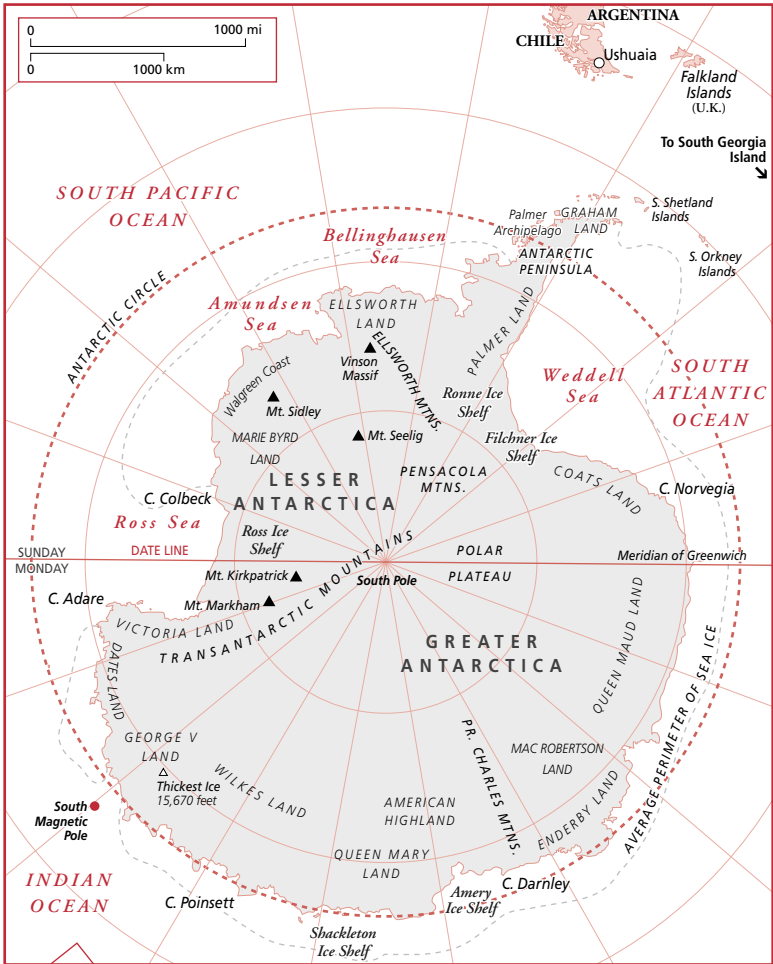 0 1000 mi
0 1000 km
ARGENTINA
CHILE
Ushuaia
Falkland
Islands
(U.K.)
To South Georgia
Island
SOUTH PACIFIC
OCEAN
Palmer
Archipelago
GRAHAM
LAND
S. Shetland
Islands
Bellinghausen
Sea
ANTARCTIC
PENINSULA
S. Orkney
Islands
ANTARCTIC CIRCLE
Amundsen
Sea
ELLSWORTH
LAND
PALMER LAND
Vinson
Massif
ELLSWORTH MTNS.
Walgreen Coast
Mt. Sidley
Ronne Ice
Shelf
Weddell
Sea
SOUTH
ATLANTIC
OCEAN
MARIE BYRD
LAND
Mt. Seelig
Filchner Ice
Shelf
LESSER
ANTARCTICA
PENSACOLA
MTNS.
COATS LAND
C. Norvegia
C. Colbeck
Ross Sea
Ross Ice
Shelf
SUNDAY
MONDAY
DATE LINE
POLAR
PLATEAU
Meridian of Greenwich
Mt. Kirkpatrick
South Pole
C. Adare
Mt. Markham
TRANSANTARCTIC MOUNTAINS
VICTORIA LAND
GREATER
ANTARCTICA
QUEEN MAUD LAND
OATES LAND
AVERAGE PERIMETER OF SEA ICE
GEORGE V
LAND
Thickest Ice
15,670 feet
PR. CHARLES MTNS.
MAC ROBERTSON
LAND
WILKES LAND
South
Magnetic
Pole
AMERICAN
HIGHLAND
ENDERBY LAND
QUEEN MARY
LAND
INDIAN
OCEAN
C. Poinsett
Amery
Ice Shelf
C. Darnley
Shackleton
Ice Shelf